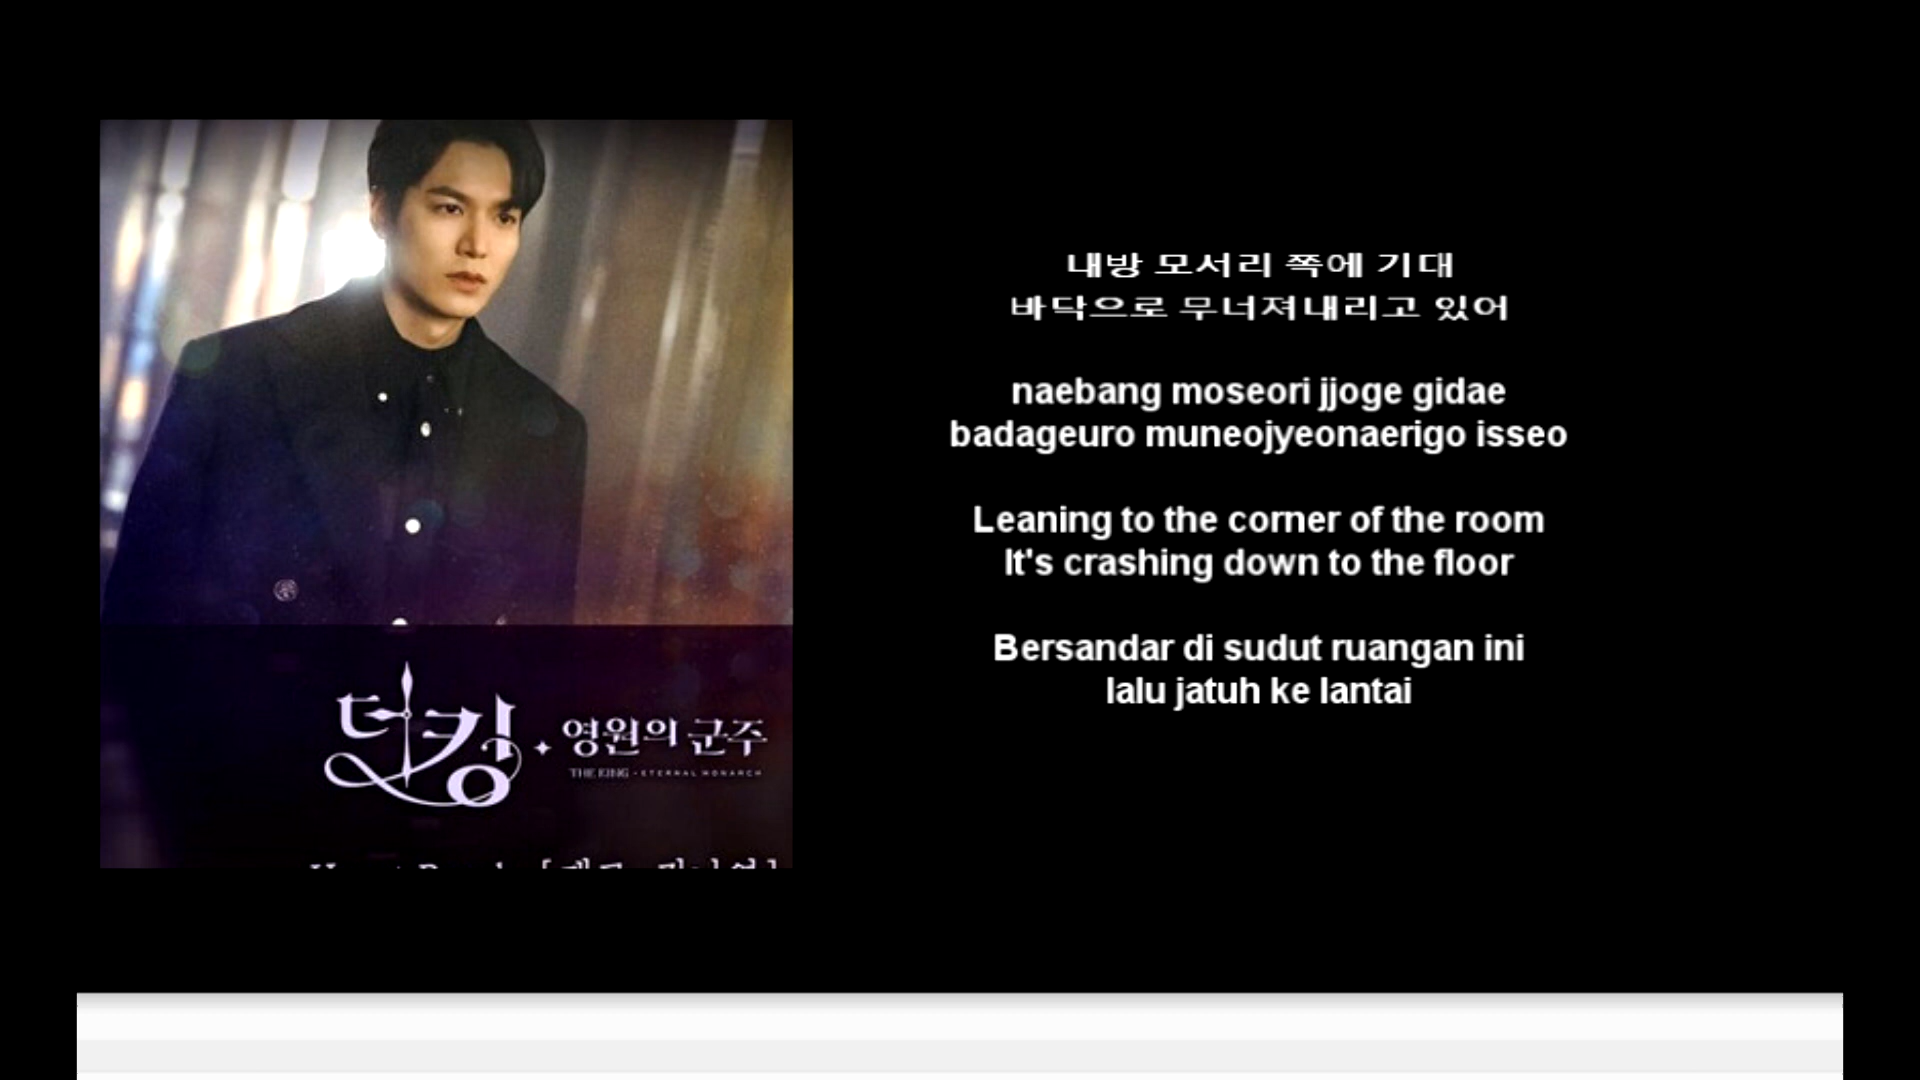 더킹
영원의 군주
THE KING - ETERNAL MONARCH
내방 모서리 쪽에 기대
바닥으로 무너져내리고 있어
naebang moseori jjoge gidae
badageuro muneojyeonaerigo isseo
Leaning to the corner of the room
It's crashing down to the floor
Bersandar di sudut ruangan ini
lalu jatuh ke lantai